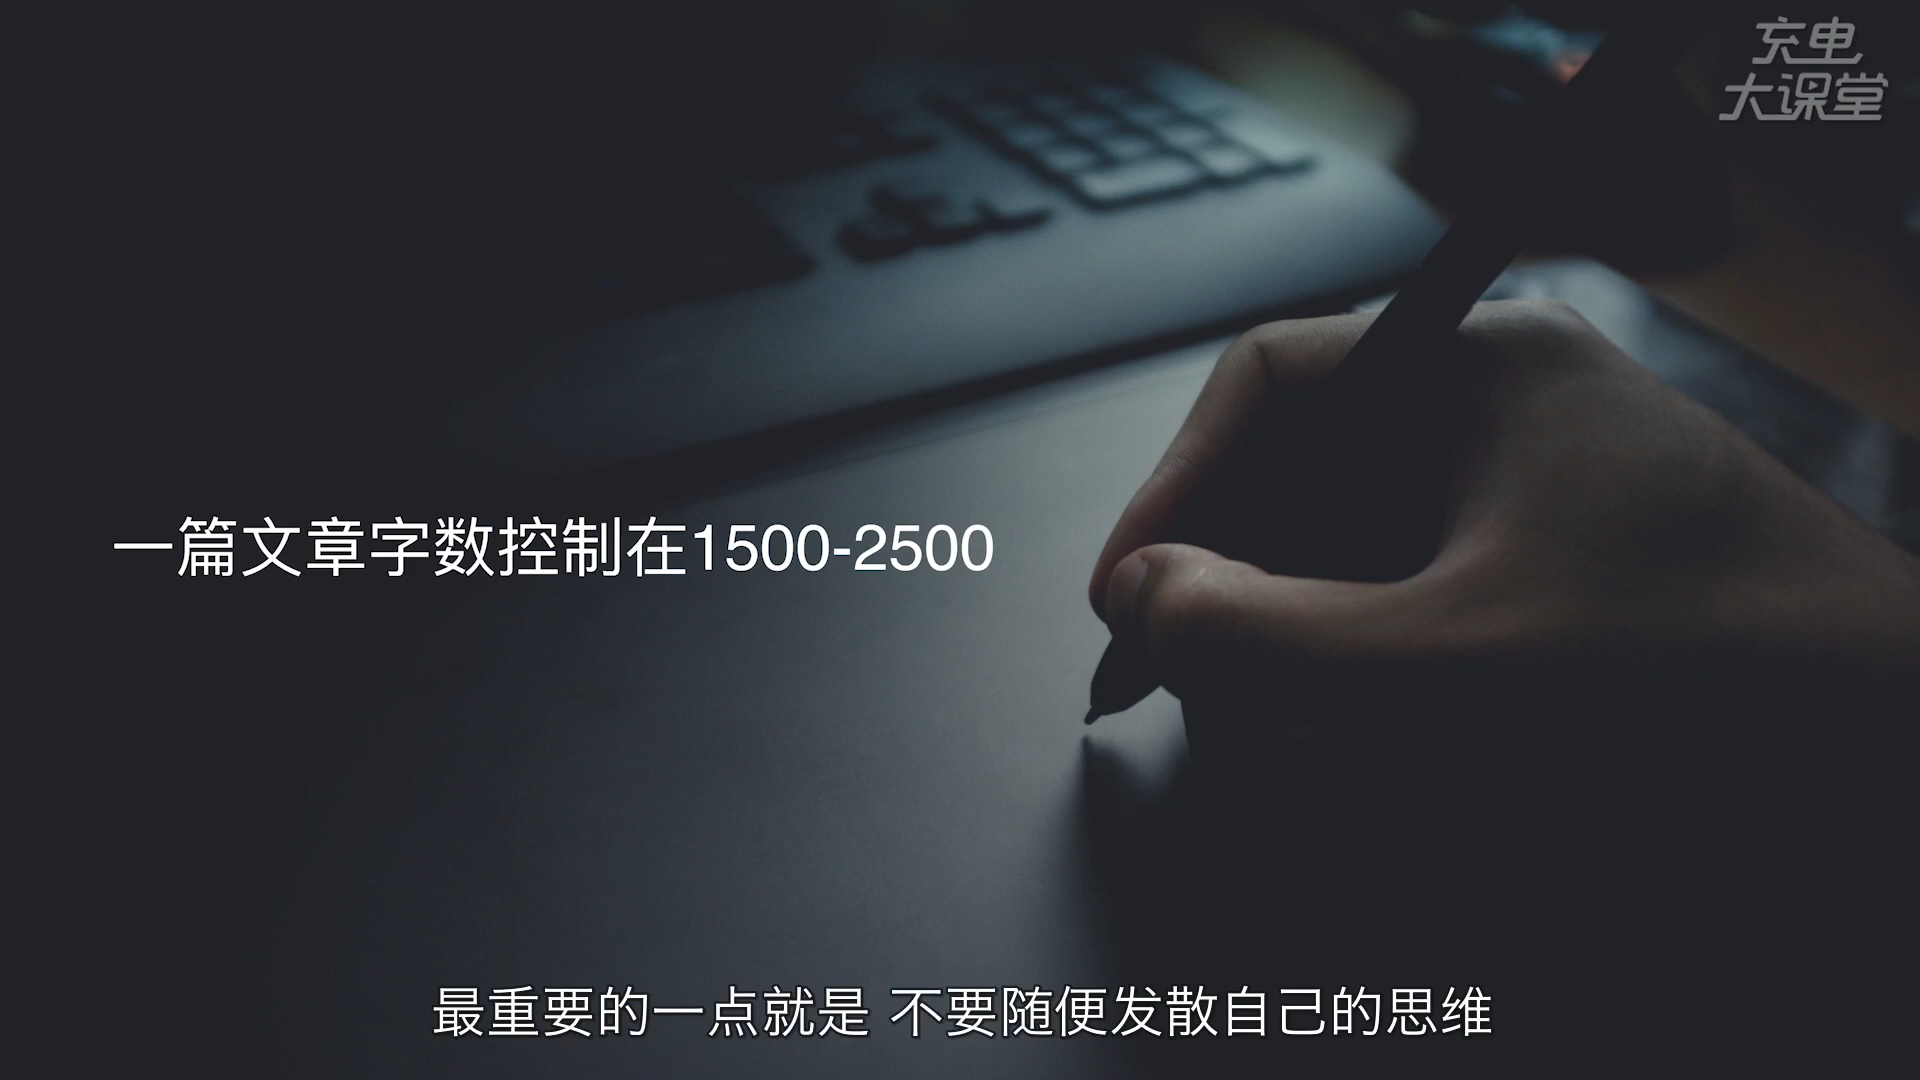 充电
大课堂
一篇文章字数控制在1500-2500
最重要的一点就是 不要随便发散自己的思维